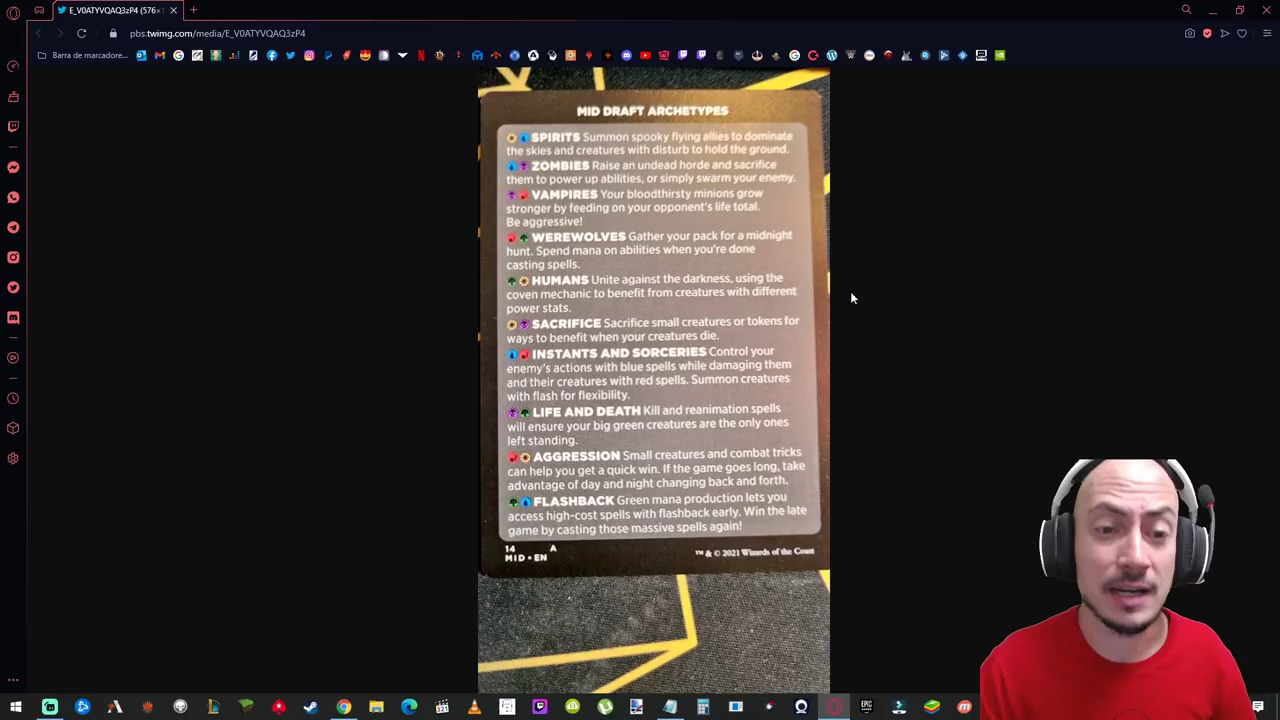 E_V0ATYVQAQ3zP4 (576×
pbs.twimg.com/media/E_V0ATYVQAQ3zP4
Barra de marcadore...
MID DRAFT ARCHETYPES
SPIRITS Summon spooky flying allies to dominate
the skies and creatures with disturb to hold the ground.
ZOMBIES Raise an undead horde and sacrifice
them to power up abilities, or simply swarm your enemy.
VAMPIRES Your bloodthirsty minions grow
stronger by feeding on your opponent's life total.
Be aggressive!
WEREWOLVES Gather your pack for a midnight
hunt. Spend mana on abilities when you're done
casting spells.
HUMANS Unite against the darkness, using the
coven mechanic to benefit from creatures with different
power stats.
SACRIFICE Sacrifice small creatures or tokens for
ways to benefit when your creatures die.
INSTANTS AND SORCERIES Control your
enemy's actions with blue spells while damaging them
and their creatures with red spells. Summon creatures
with flash for flexibility.
LIFE AND DEATH Kill and reanimation spells
will ensure your big green creatures are the only ones
left standing.
AGGRESSION Small creatures and combat tricks
can help you get a quick win. If the game goes long, take
advantage of day and night changing back and forth.
FLASHBACK Green mana production lets you
access high-cost spells with flashback early. Win the late
game by casting those massive spells again!
14 A
MID • EN
™ & © 2021 Wizards of the Coast